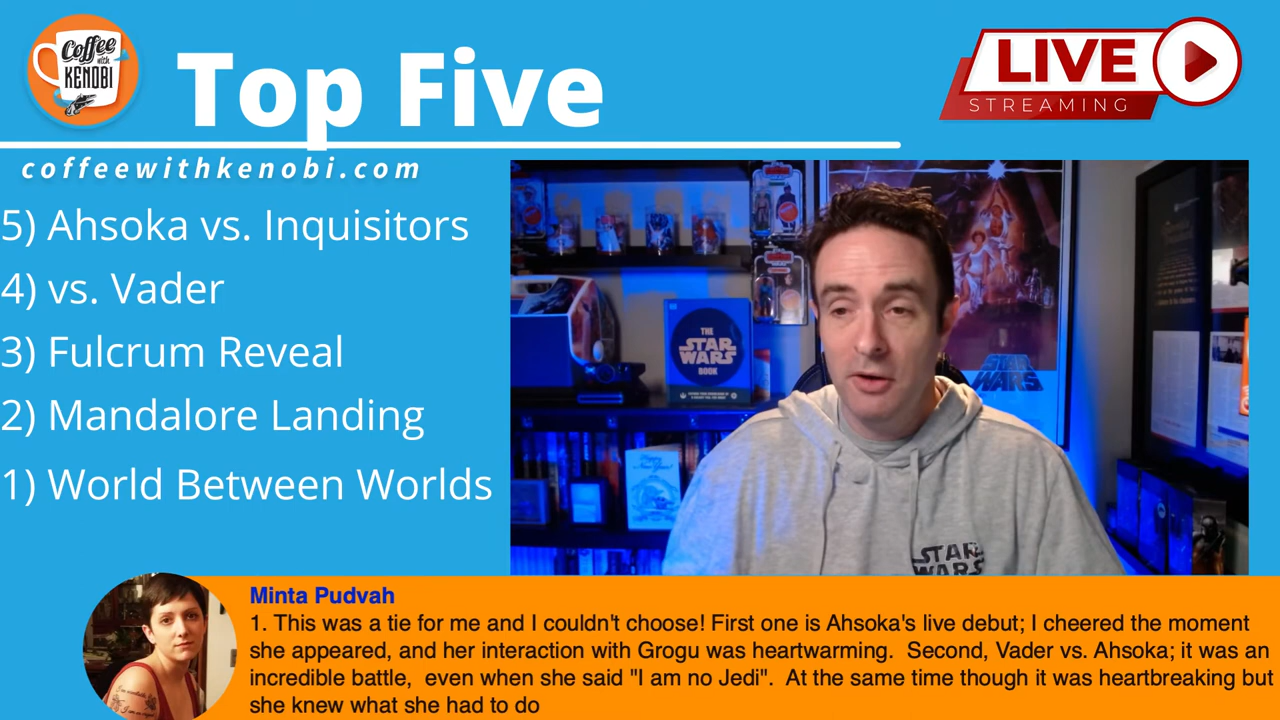 Coffee
with
KENOBI
Top Five
LIVE
STREAMING
coffeewithkenobi.com
5) Ahsoka vs. Inquisitors
4) vs. Vader
3) Fulcrum Reveal
2) Mandalore Landing
1) World Between Worlds
THE
STAR
WARS
BOOK
STAR
WARS
Happy
New Year!
STAR
WARS
Minta Pudvah
1. This was a tie for me and I couldn't choose! First one is Ahsoka's live debut; I cheered the moment
she appeared, and her interaction with Grogu was heartwarming.  Second, Vader vs. Ahsoka; it was an
incredible battle,  even when she said "I am no Jedi".  At the same time though it was heartbreaking but
she knew what she had to do